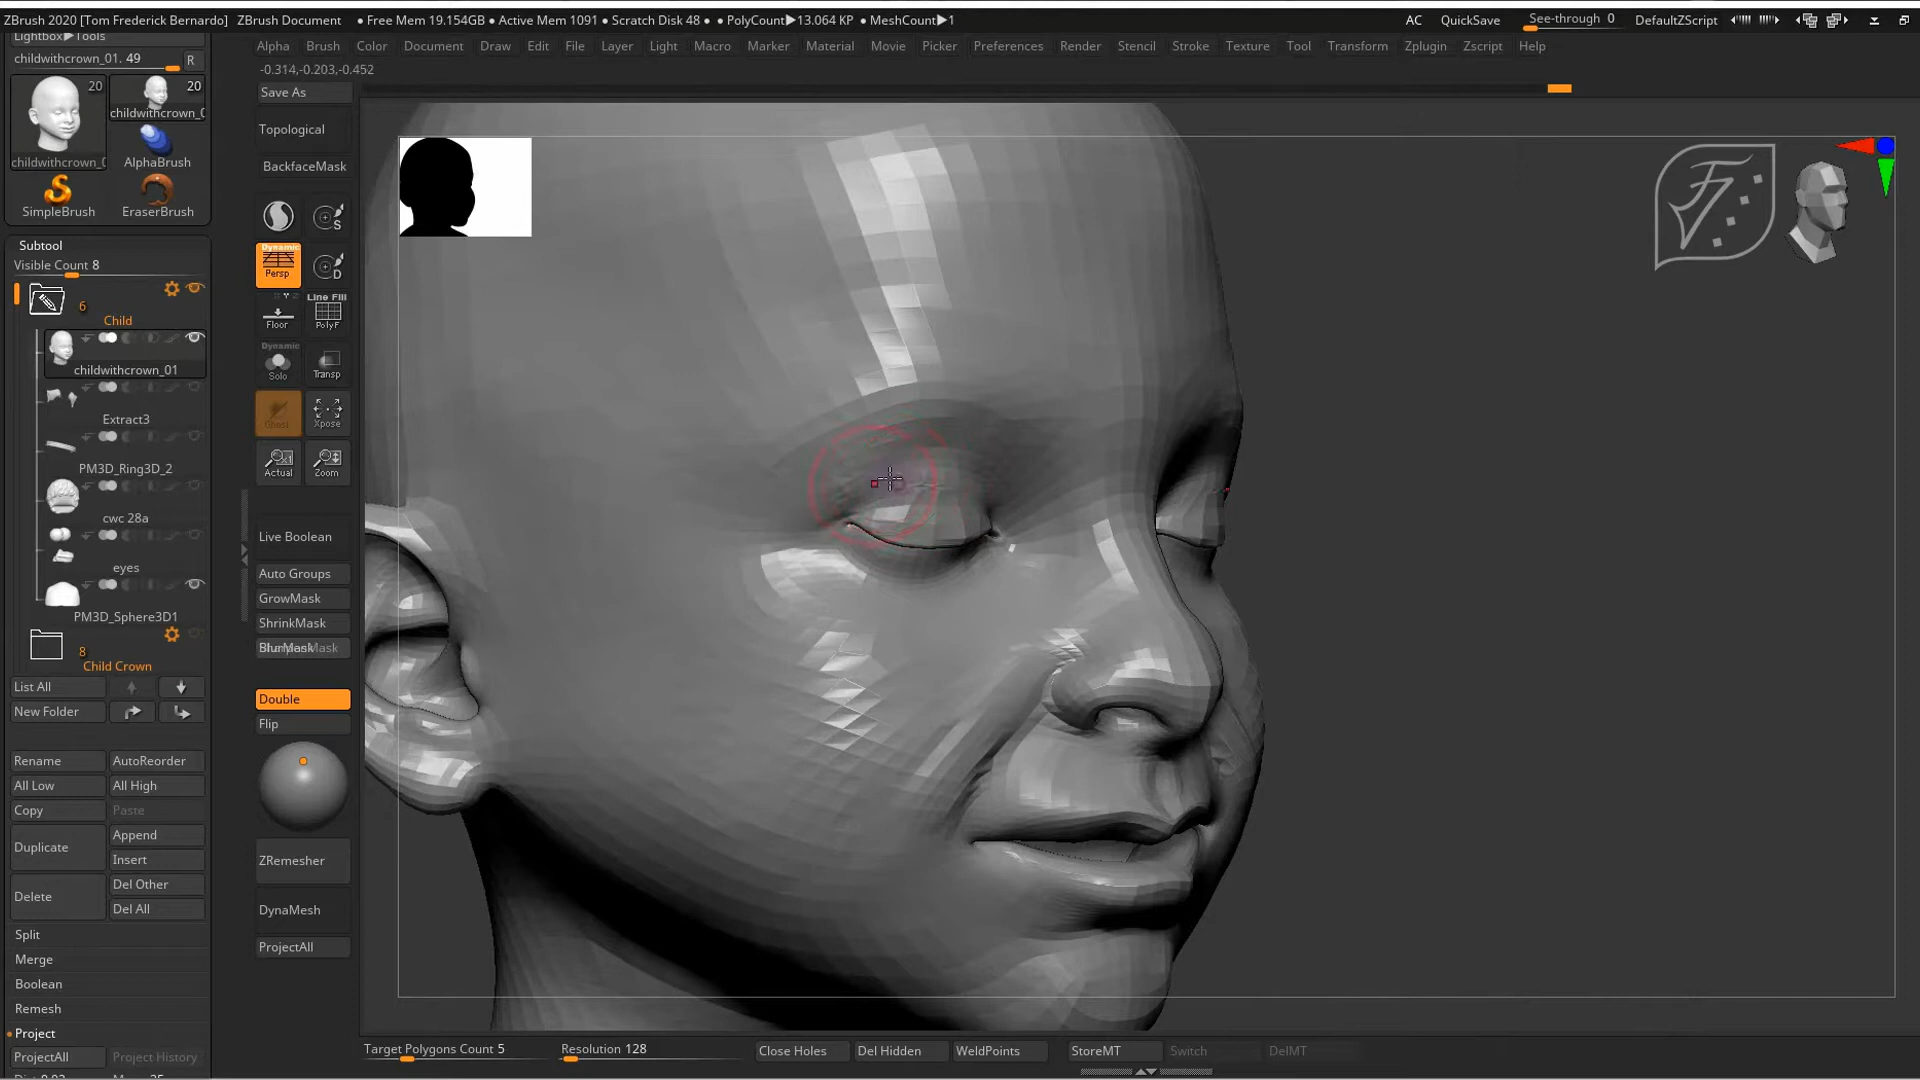 ZBrush 2020 [Tom Frederick Bernardo] ZBrush Document • Free Mem 19.154GB • Active Mem 1091 • Scratch Disk 48 • PolyCount▶13.064 KP • MeshCount▶1 AC QuickSave See-through 0 DefaultZScript
Lightbox▶Tools
Alpha Brush Color Document Draw Edit File Layer Light Macro Marker Material Movie Picker Preferences Render Stencil Stroke Texture Tool Transform Zplugin Zscript Help
childwithcrown_01. 49 R
-0.314,-0.203,-0.452
20
20
childwithcrown_0
childwithcrown_0
AlphaBrush
SimpleBrush
EraserBrush
Subtool
Visible Count 8
6
Child
childwithcrown_01
Extract3
PM3D_Ring3D_2
cwc 28a
eyes
PM3D_Sphere3D1
8
Child Crown
List All
New Folder
Rename
AutoReorder
All Low
All High
Copy
Paste
Duplicate
Append
Insert
Delete
Del Other
Del All
Split
Merge
Boolean
Remesh
Project
ProjectAll
Project History
Save As
Topological
BackfaceMask
S
Dynamic
Persp
D
Floor
Line Fill
PolyF
Dynamic
Solo
Transp
Ghost
Xpose
Actual
Zoom
Live Boolean
Auto Groups
GrowMask
ShrinkMask
BlurMask
Double
Flip
ZRemesher
DynaMesh
ProjectAll
Target Polygons Count 5
Resolution 128
Close Holes
Del Hidden
WeldPoints
StoreMT
Switch
DelMT